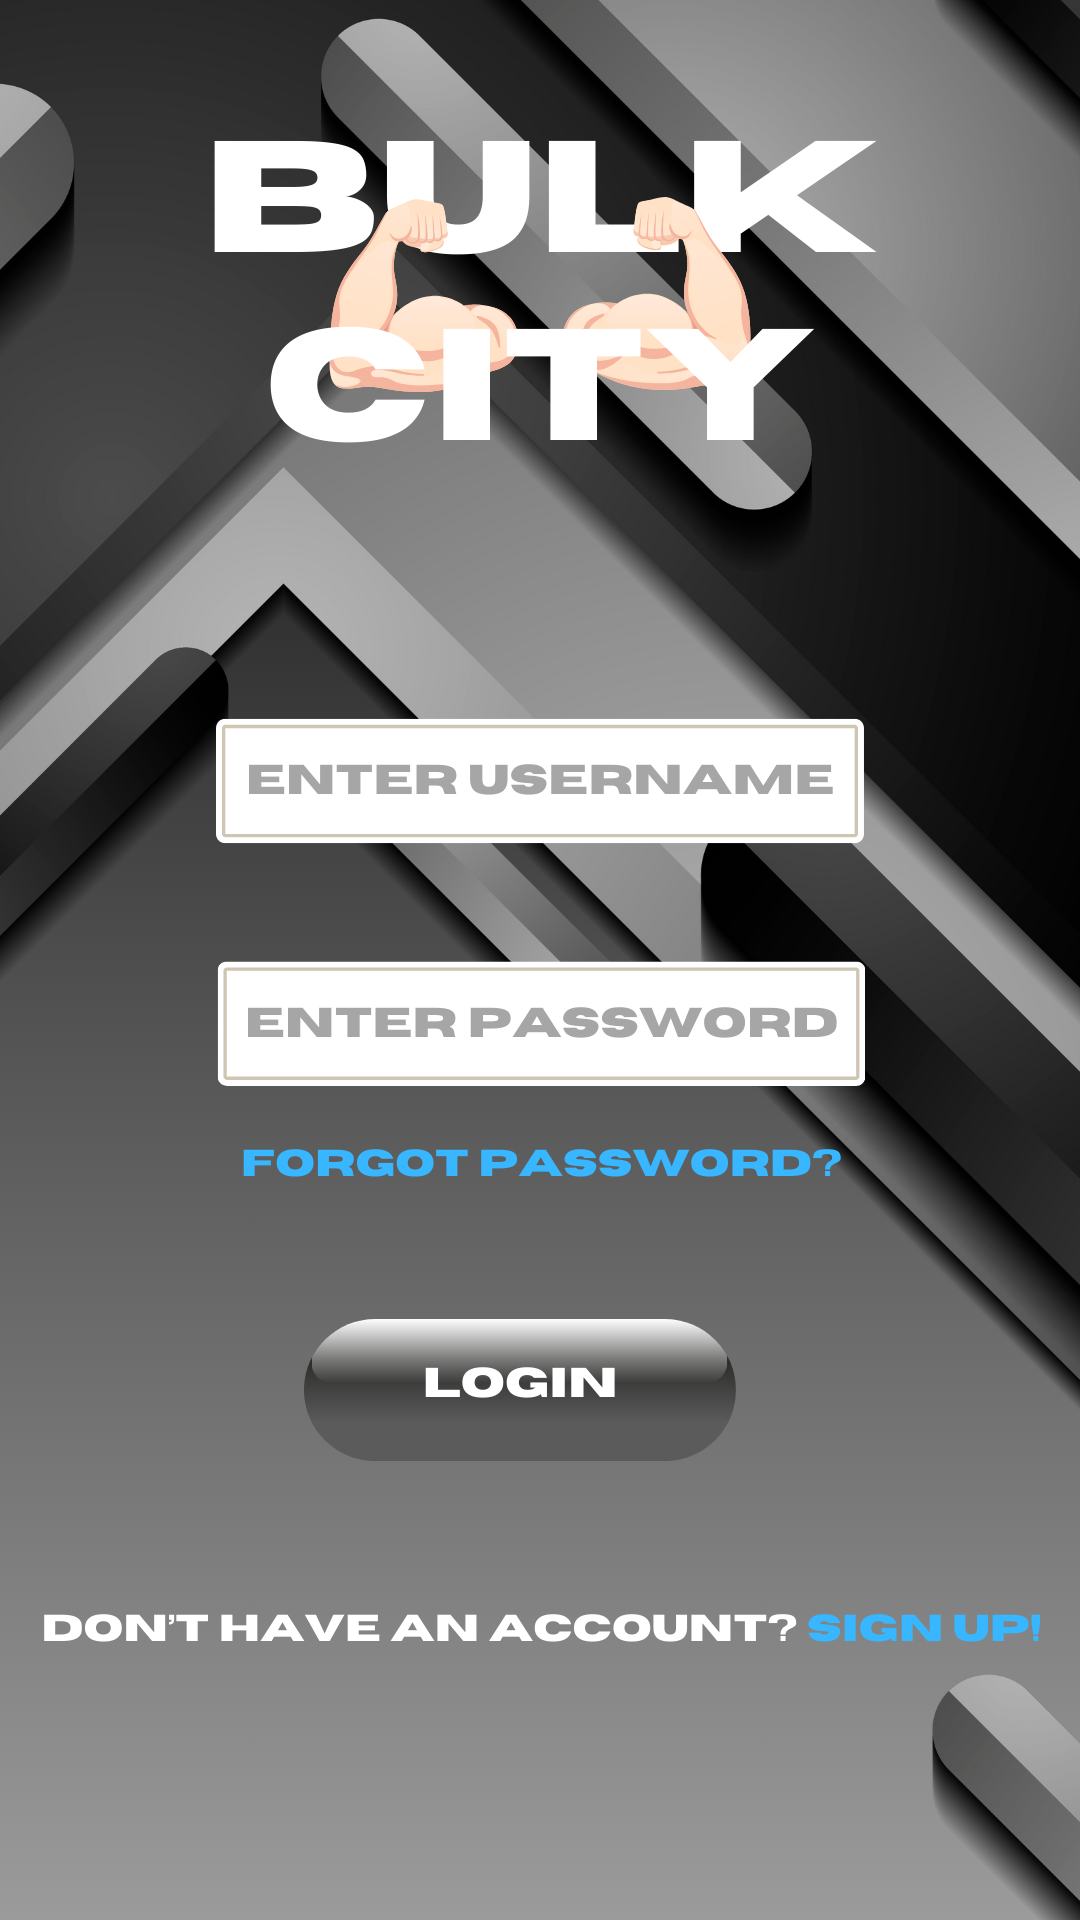 BULK
CITY
ENTER USERNAME
ENTER PASSWORD
FORGOT PASSWORD?
LOGIN
DON'T HAVE AN ACCOUNT? SIGN UP!